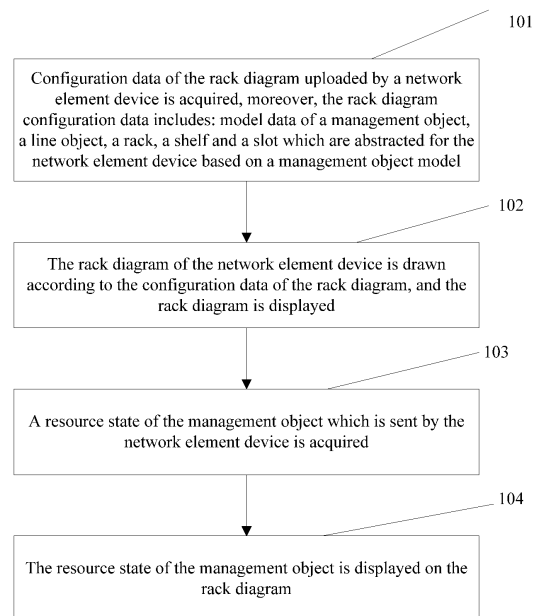 101
Configuration data of the rack diagram uploaded by a network
element device is acquired, moreover, the rack diagram
configuration data includes: model data of a management object,
a line object, a rack, a shelf and a slot which are abstracted for the
network element device based on a management object model
102
The rack diagram of the network element device is drawn
according to the configuration data of the rack diagram, and the
rack diagram is displayed
103
A resource state of the management object which is sent by the
network element device is acquired
104
The resource state of the management object is displayed on the
rack diagram